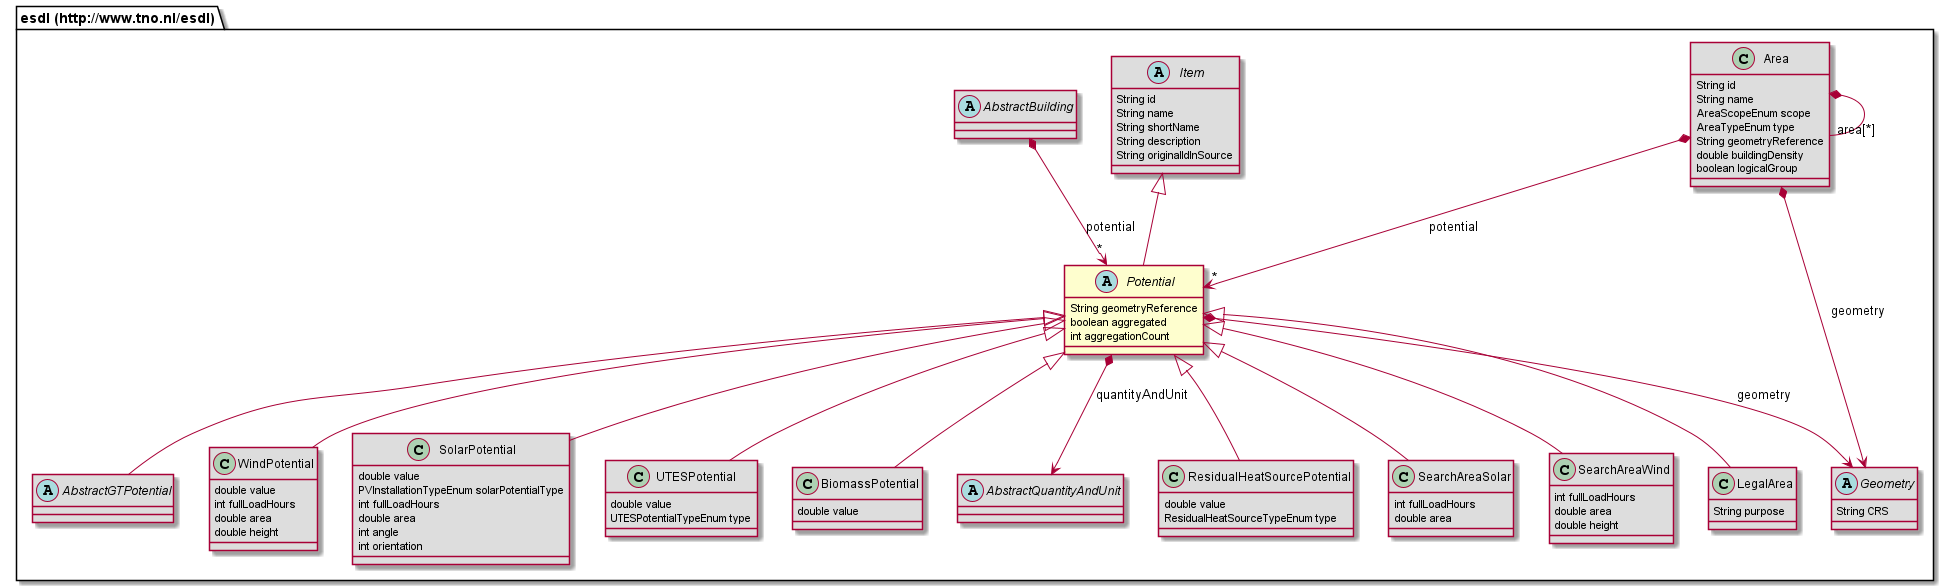 esdl (http://www.tno.nl/esdl)
A AbstractBuilding
A Item
String id
String name
String shortName
String description
String originalIdInSource
C Area
String id
String name
AreaScopeEnum scope
AreaTypeEnum type
String geometryReference
double buildingDensity
boolean logicalGroup
area[*]
potential
*
potential
*
geometry
A Potential
String geometryReference
boolean aggregated
int aggregationCount
quantityAndUnit
geometry
A AbstractGTPotential
C WindPotential
double value
int fullLoadHours
double area
double height
C SolarPotential
double value
PVInstallationTypeEnum solarPotentialType
int fullLoadHours
double area
int angle
int orientation
C UTESPotential
double value
UTESPotentialTypeEnum type
C BiomassPotential
double value
A AbstractQuantityAndUnit
C ResidualHeatSourcePotential
double value
ResidualHeatSourceTypeEnum type
C SearchAreaSolar
int fullLoadHours
double area
C SearchAreaWind
int fullLoadHours
double area
double height
C LegalArea
String purpose
A Geometry
String CRS